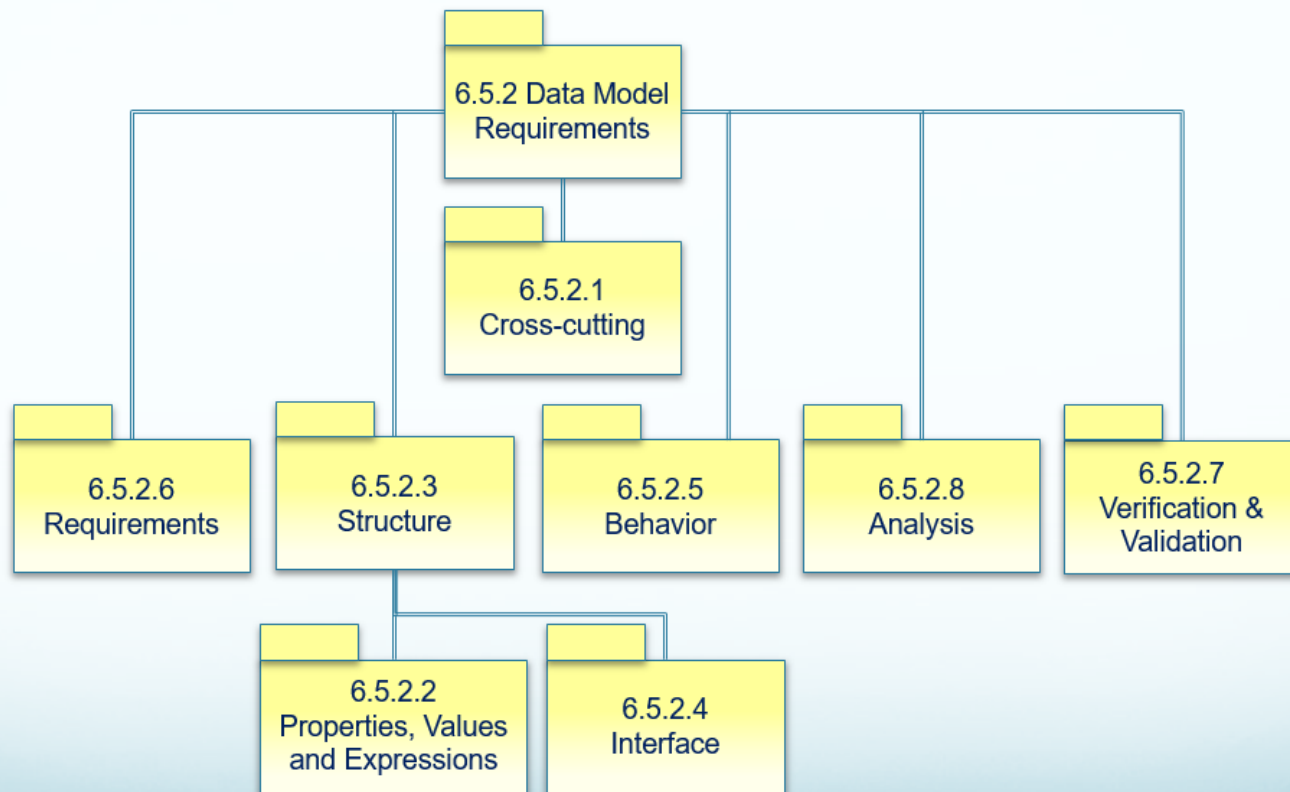 6.5.2 Data Model
Requirements
6.5.2.1
Cross-cutting
6.5.2.6
Requirements
6.5.2.3
Structure
6.5.2.5
Behavior
6.5.2.8
Analysis
6.5.2.7
Verification &
Validation
6.5.2.2
Properties, Values
and Expressions
6.5.2.4
Interface